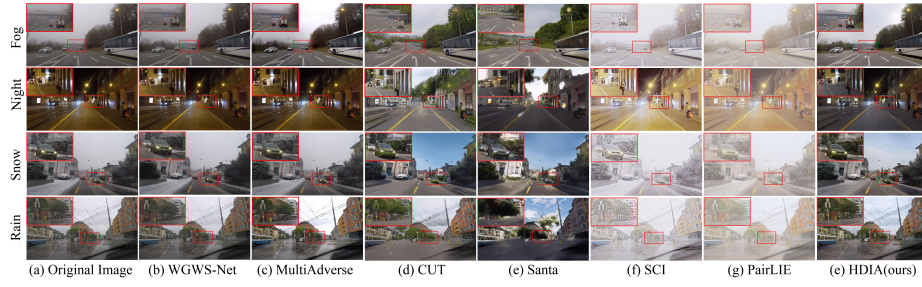 Fog
Night
Snow
Rain
(a) Original Image (b) WGWS-Net (c) MultiAdverse (d) CUT (e) Santa (f) SCI (g) PairLIE (e) HDIA(ours)